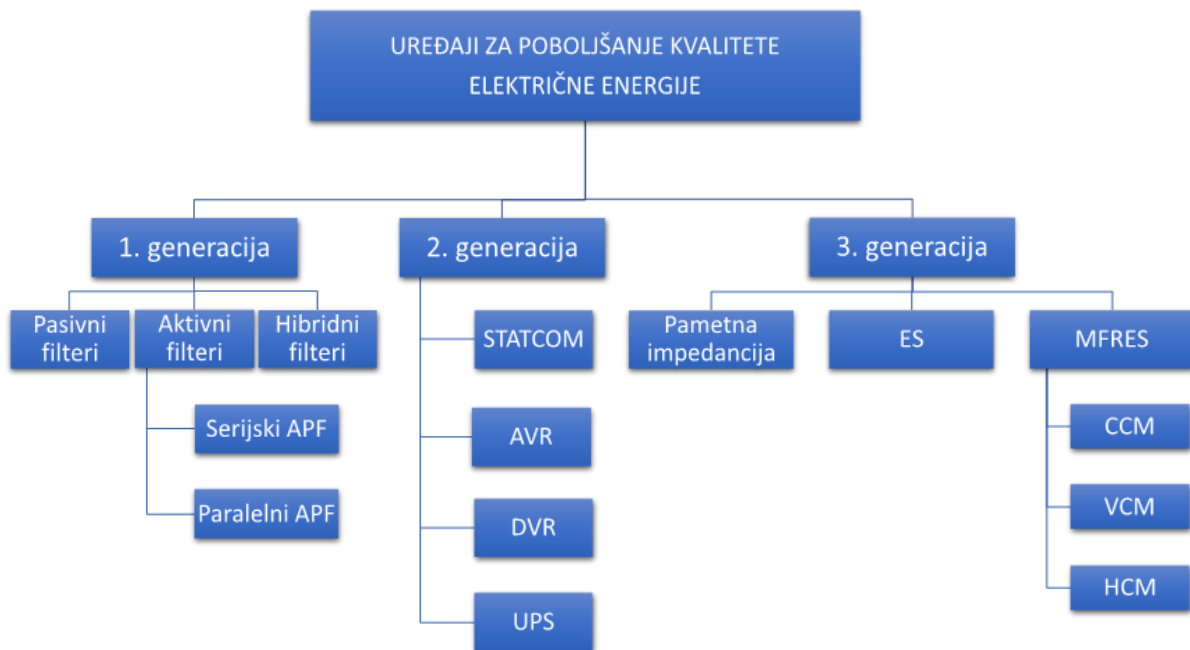 UREĐAJI ZA POBOLJŠANJE KVALITETE
ELEKTRIČNE ENERGIJE
1. generacija
2. generacija
3. generacija
Pasivni
filteri
Aktivni
filteri
Hibridni
filteri
Serijski APF
Paralelni APF
STATCOM
AVR
DVR
UPS
Pametna
impedancija
ES
MFRES
CCM
VCM
HCM